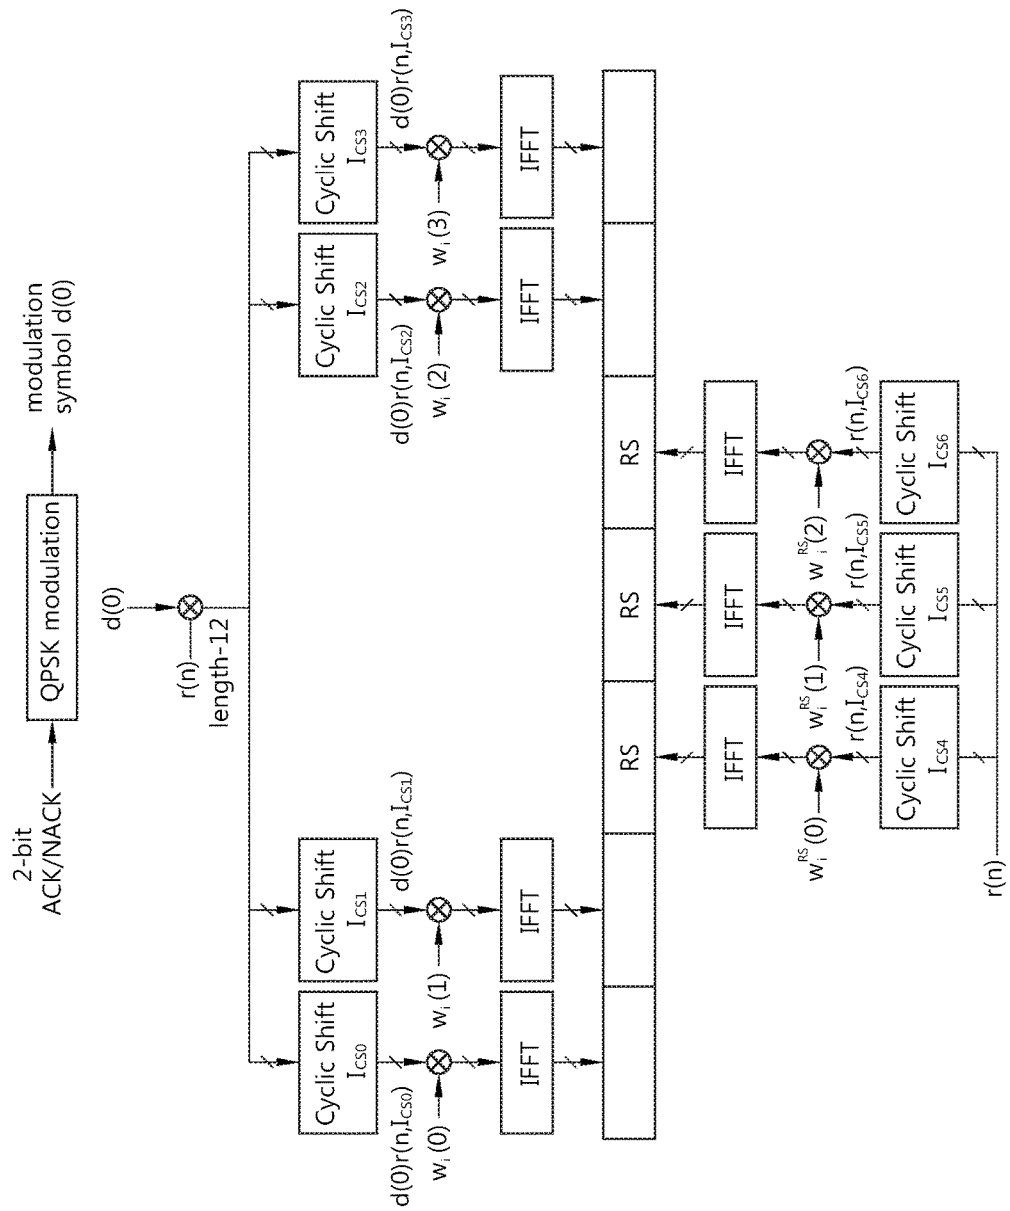 2-bit
ACK/NACK
QPSK modulation
modulation
symbol d(0)
d(0)
r(n)
length-12
Cyclic Shift
I_CS0
Cyclic Shift
I_CS1
Cyclic Shift
I_CS2
Cyclic Shift
I_CS3
d(0)r(n,I_CS0)
d(0)r(n,I_CS1)
d(0)r(n,I_CS2)
d(0)r(n,I_CS3)
w_i(0)
w_i(1)
w_i(2)
w_i(3)
IFFT
IFFT
IFFT
IFFT
RS
RS
RS
IFFT
IFFT
IFFT
w_i^RS(0)
w_i^RS(1)
w_i^RS(2)
r(n,I_CS4)
r(n,I_CS5)
r(n,I_CS6)
Cyclic Shift
I_CS4
Cyclic Shift
I_CS5
Cyclic Shift
I_CS6
r(n)